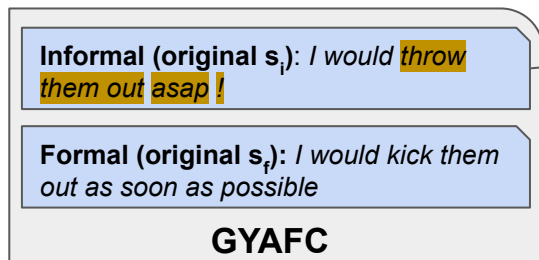 Informal (original s_i): I would throw
them out asap !
Formal (original s_f): I would kick them
out as soon as possible
GYAFC